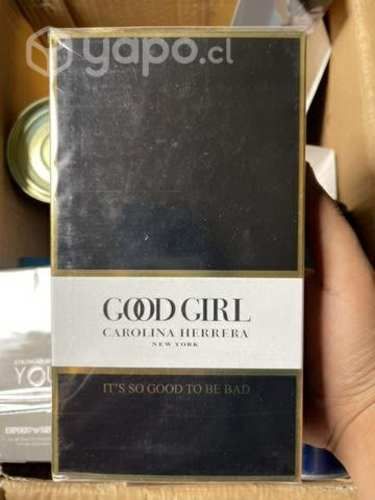 yapo.cl
GOOD GIRL
CAROLINA HERRERA
NEW YORK
IT'S SO GOOD TO BE BAD
YOU